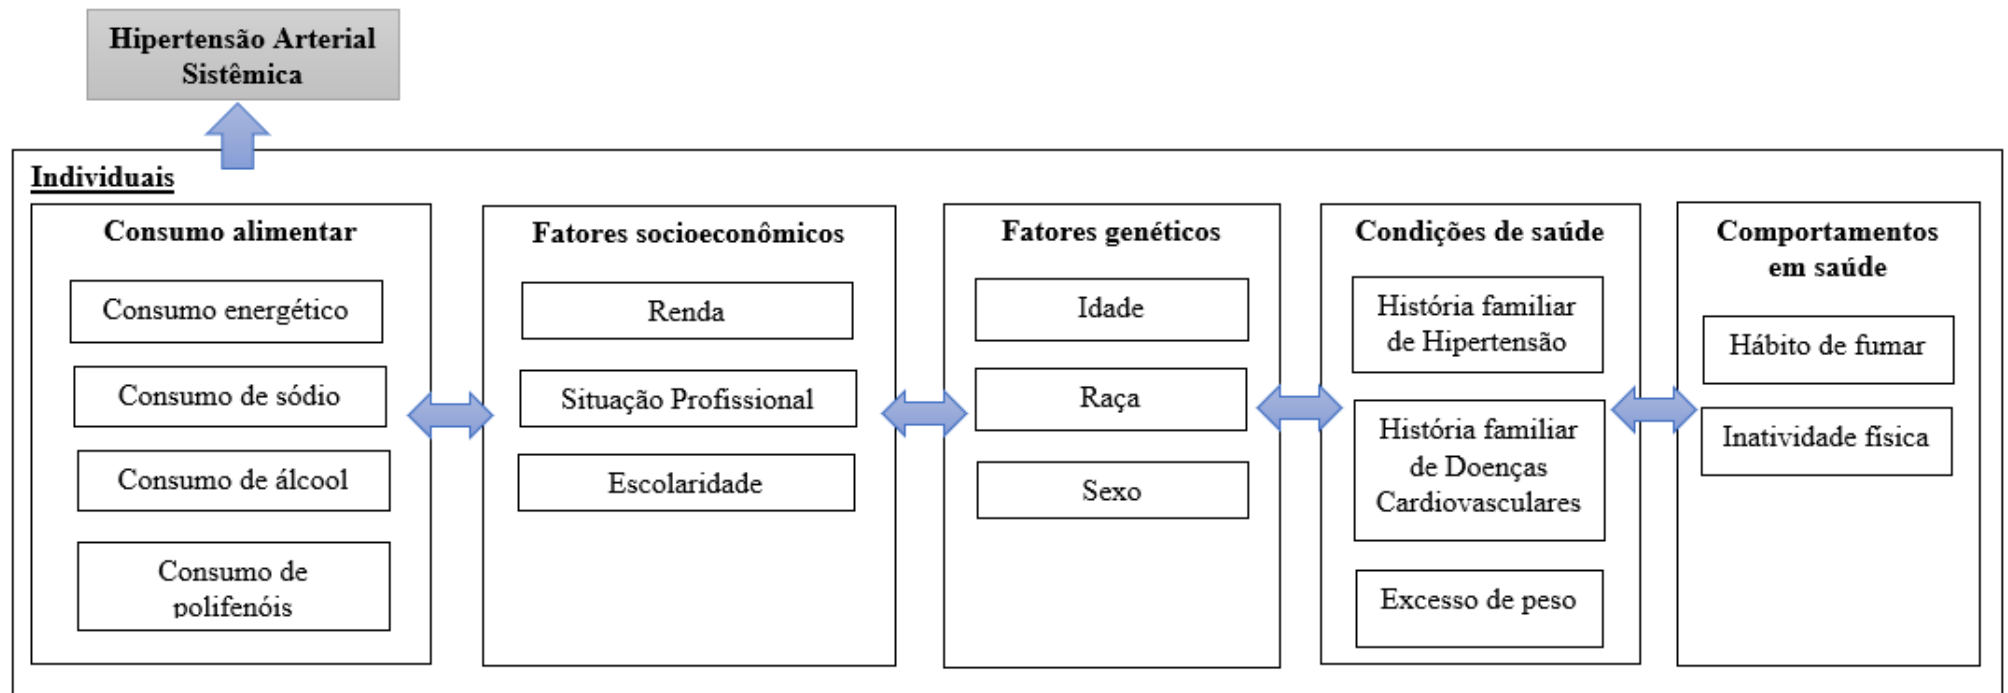 Hipertensão Arterial
Sistêmica
Individuais
Consumo alimentar
Consumo energético
Consumo de sódio
Consumo de álcool
Consumo de
polifenóis
Fatores socioeconômicos
Renda
Situação Profissional
Escolaridade
Fatores genéticos
Idade
Raça
Sexo
Condições de saúde
História familiar
de Hipertensão
História familiar
de Doenças
Cardiovasculares
Excesso de peso
Comportamentos
em saúde
Hábito de fumar
Inatividade física